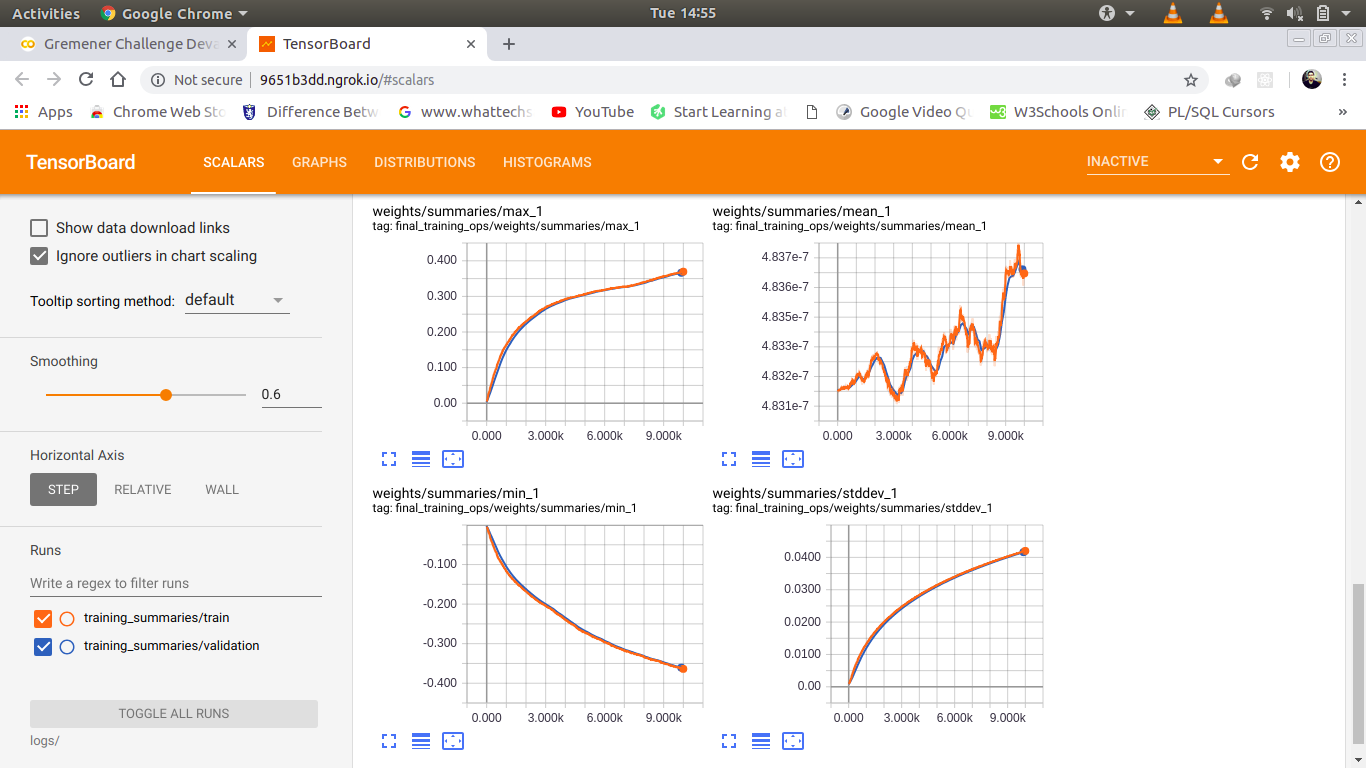 Activities Google Chrome Tue 14:55
Gremener Challenge Deva TensorBoard
Not secure 9651b3dd.ngrok.io/#scalars
Apps Chrome Web Sto Difference Betw www.whattechs YouTube Start Learning a Google Video Qu W3Schools Onli PL/SQL Cursors »
TensorBoard SCALARS GRAPHS DISTRIBUTIONS HISTOGRAMS INACTIVE
Show data download links
Ignore outliers in chart scaling
Tooltip sorting method: default
Smoothing
0.6
Horizontal Axis
STEP RELATIVE WALL
Runs
Write a regex to filter runs
training_summaries/train
training_summaries/validation
TOGGLE ALL RUNS
logs/
weights/summaries/max_1
tag: final_training_ops/weights/summaries/max_1
0.400
0.300
0.200
0.100
0.00
0.000 3.000k 6.000k 9.000k
weights/summaries/mean_1
tag: final_training_ops/weights/summaries/mean_1
4.837e-7
4.836e-7
4.835e-7
4.833e-7
4.832e-7
4.831e-7
0.000 3.000k 6.000k 9.000k
weights/summaries/min_1
tag: final_training_ops/weights/summaries/min_1
-0.100
-0.200
-0.300
-0.400
0.000 3.000k 6.000k 9.000k
weights/summaries/stddev_1
tag: final_training_ops/weights/summaries/stddev_1
0.0400
0.0300
0.0200
0.0100
0.00
0.000 3.000k 6.000k 9.000k